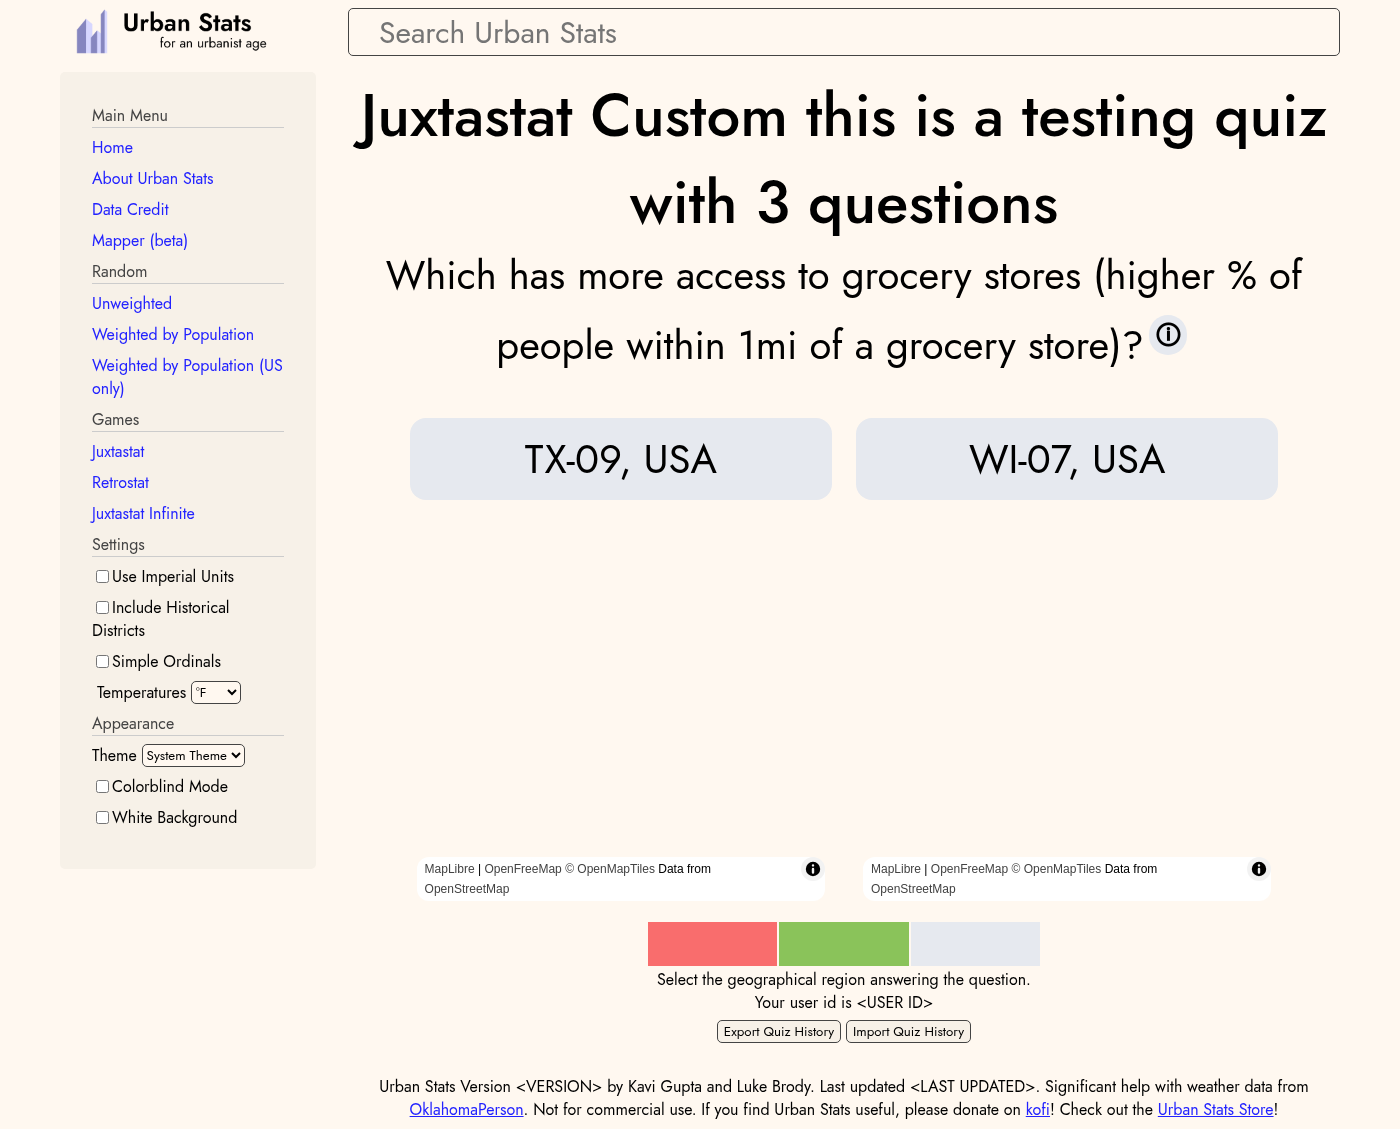 Urban Stats
for an urbanist age
Search Urban Stats
Main Menu
Home
About Urban Stats
Data Credit
Mapper (beta)
Random
Unweighted
Weighted by Population
Weighted by Population (US
only)
Games
Juxtastat
Retrostat
Juxtastat Infinite
Settings
Use Imperial Units
Include Historical
Districts
Simple Ordinals
Temperatures °F
Appearance
Theme System Theme
Colorblind Mode
White Background
Juxtastat Custom this is a testing quiz
with 3 questions
Which has more access to grocery stores (higher % of
people within 1mi of a grocery store)?
TX-09, USA
WI-07, USA
MapLibre | OpenFreeMap © OpenMapTiles Data from
OpenStreetMap
MapLibre | OpenFreeMap © OpenMapTiles Data from
OpenStreetMap
Select the geographical region answering the question.
Your user id is <USER ID>
Export Quiz History Import Quiz History
Urban Stats Version <VERSION> by Kavi Gupta and Luke Brody. Last updated <LAST UPDATED>. Significant help with weather data from
OklahomaPerson. Not for commercial use. If you find Urban Stats useful, please donate on kofi! Check out the Urban Stats Store!